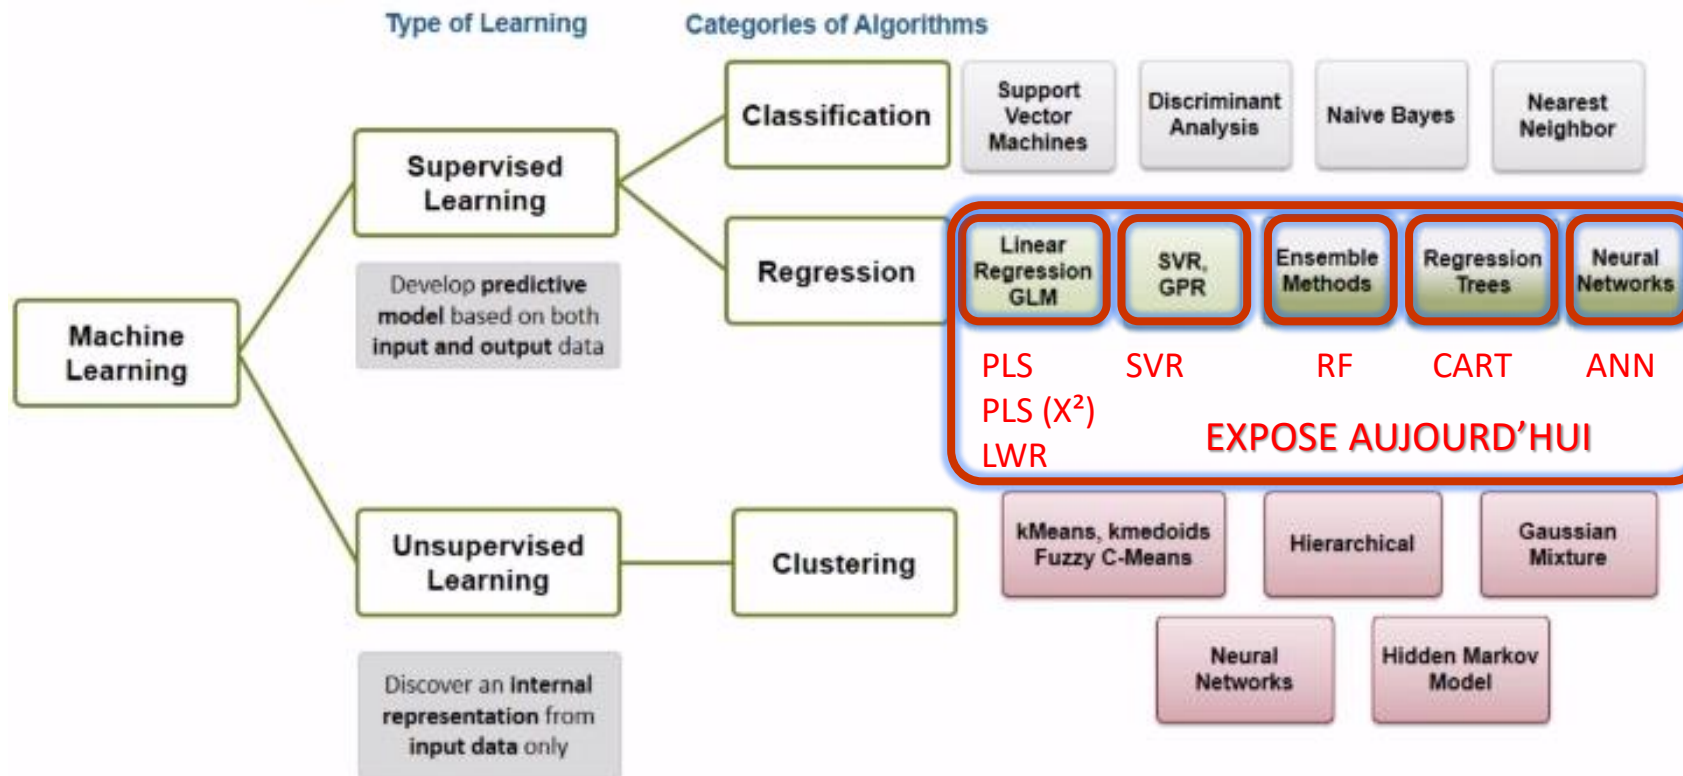 Type of Learning
Categories of Algorithms
Machine
Learning
Supervised
Learning
Develop predictive
model based on both
input and output data
Classification
Support
Vector
Machines
Discriminant
Analysis
Naive Bayes
Nearest
Neighbor
Regression
Linear
Regression
GLM
SVR,
GPR
Ensemble
Methods
Regression
Trees
Neural
Networks
PLS
PLS (X²)
LWR
SVR
RF
CART
ANN
EXPOSE AUJOURD’HUI
Unsupervised
Learning
Discover an internal
representation from
input data only
Clustering
kMeans, kmedoids
Fuzzy C-Means
Hierarchical
Gaussian
Mixture
Neural
Networks
Hidden Markov
Model